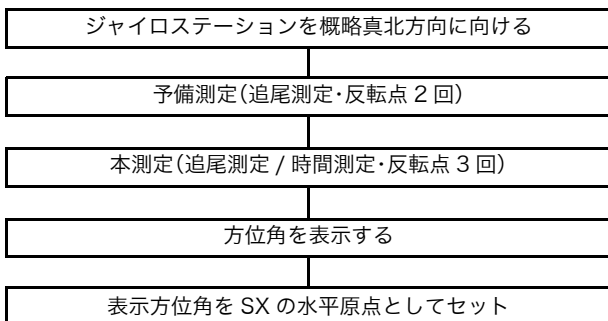 ジャイロステーションを概略真北方向に向ける
予備測定(追尾測定･反転点 2 回)
本測定(追尾測定 / 時間測定･反転点 3 回)
方位角を表示する
表示方位角を SX の水平原点としてセット